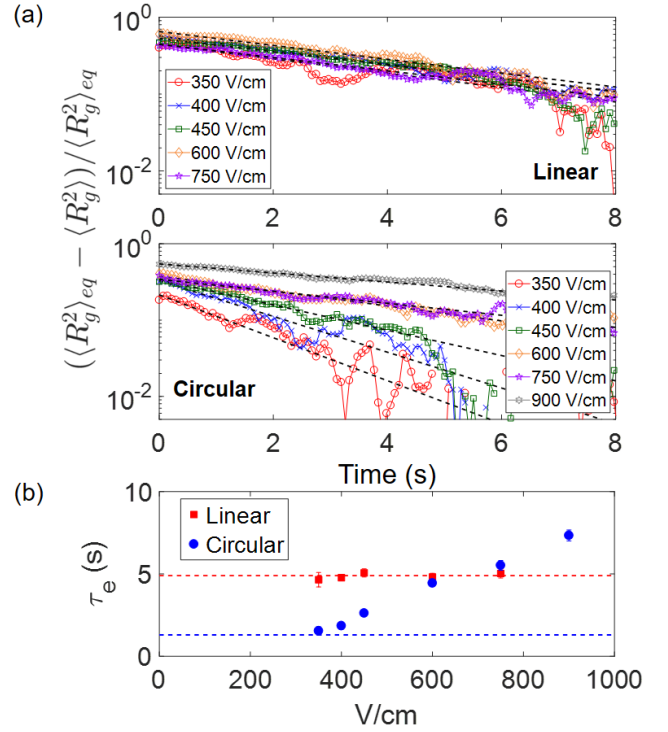 (a)
(⟨R_g^2⟩_eq − ⟨R_g^2⟩)/⟨R_g^2⟩_eq
10^0
10^-2
350 V/cm
400 V/cm
450 V/cm
600 V/cm
750 V/cm
Linear
0 2 4 6 8
10^0
10^-2
350 V/cm
400 V/cm
450 V/cm
600 V/cm
750 V/cm
900 V/cm
Circular
0 2 4 6 8
Time (s)
(b)
τ_e (s)
10
5
0
Linear
Circular
0 200 400 600 800 1000
V/cm